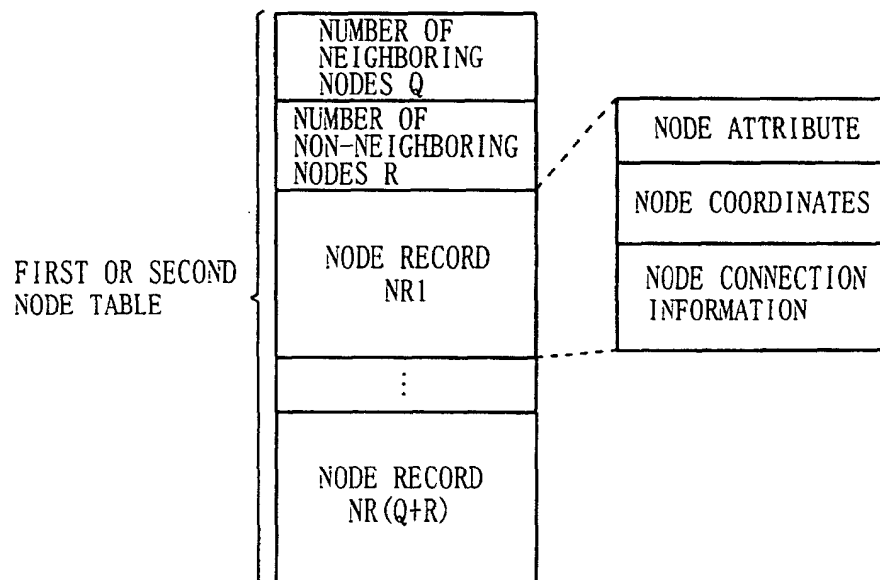 NUMBER OF
NEIGHBORING
NODES Q
NUMBER OF
NON-NEIGHBORING
NODES R
NODE RECORD
NR1
⋮
NODE RECORD
NR(Q+R)
FIRST OR SECOND
NODE TABLE
NODE ATTRIBUTE
NODE COORDINATES
NODE CONNECTION
INFORMATION